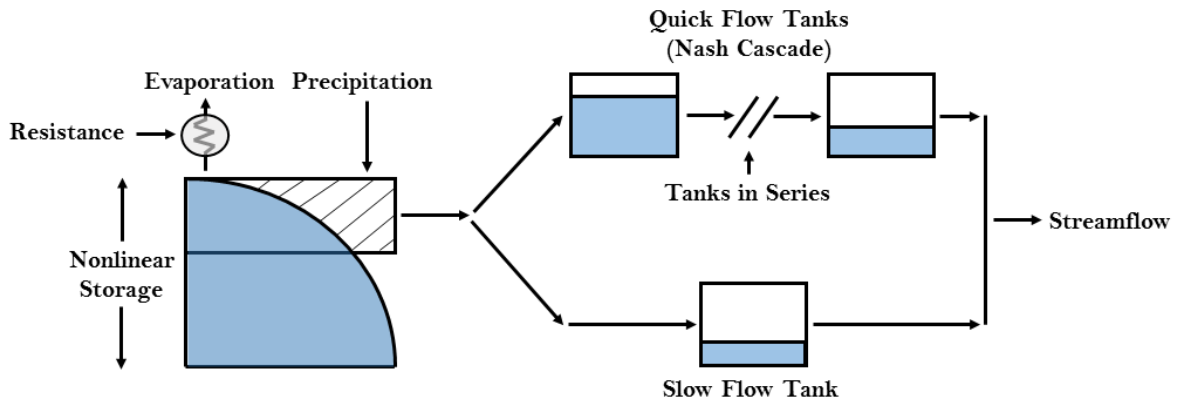 Quick Flow Tanks
(Nash Cascade)
Evaporation
Precipitation
Resistance
Tanks in Series
Streamflow
Nonlinear
Storage
Slow Flow Tank